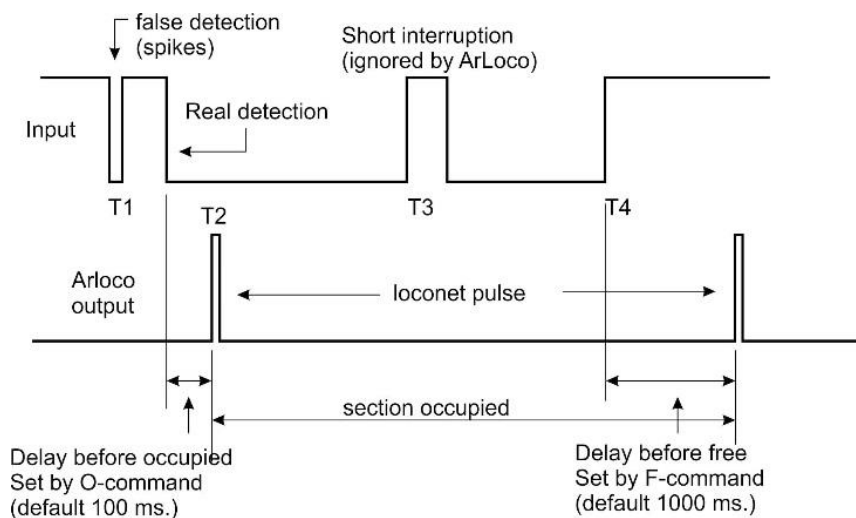 false detection
(spikes)
Short interruption
(ignored by ArLoco)
Real detection
Input
T1
T2
T3
T4
Arloco
output
loconet pulse
section occupied
Delay before occupied
Set by O-command
(default 100 ms.)
Delay before free
Set by F-command
(default 1000 ms.)